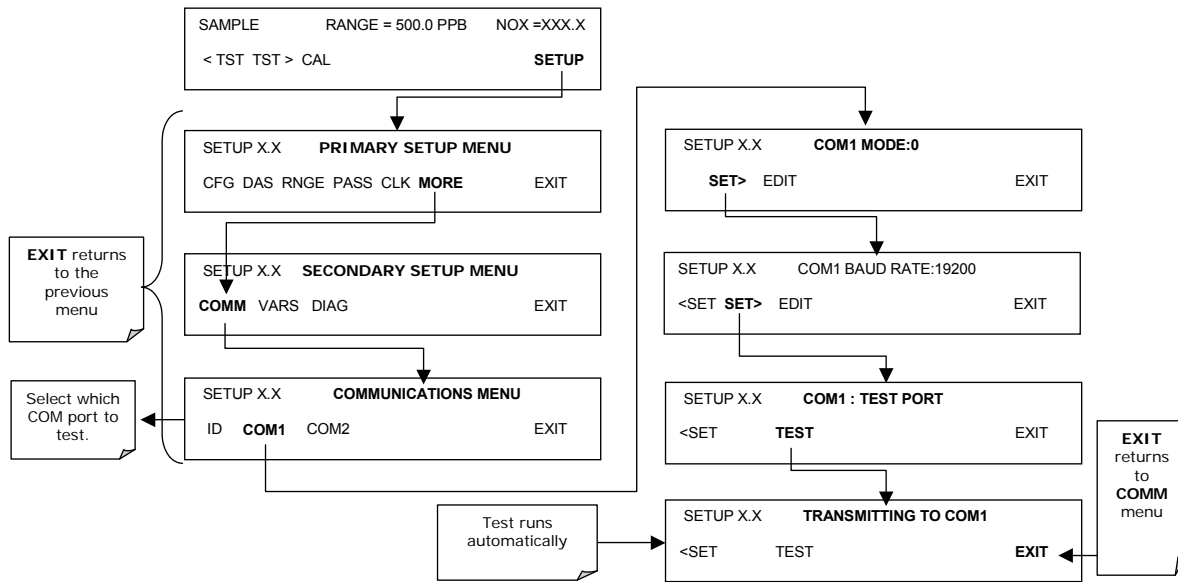 SAMPLE RANGE = 500.0 PPB NOX =XXX.X
< TST TST > CAL SETUP
SETUP X.X PRIMARY SETUP MENU
CFG DAS RNGE PASS CLK MORE EXIT
EXIT returns
to the
previous
menu
SETUP X.X SECONDARY SETUP MENU
COMM VARS DIAG EXIT
Select which
COM port to
test.
SETUP X.X COMMUNICATIONS MENU
ID COM1 COM2 EXIT
SETUP X.X COM1 MODE:0
SET> EDIT EXIT
SETUP X.X COM1 BAUD RATE:19200
<SET SET> EDIT EXIT
SETUP X.X COM1 : TEST PORT
<SET TEST EXIT
Test runs
automatically
SETUP X.X TRANSMITTING TO COM1
<SET TEST EXIT
EXIT
returns
to
COMM
menu